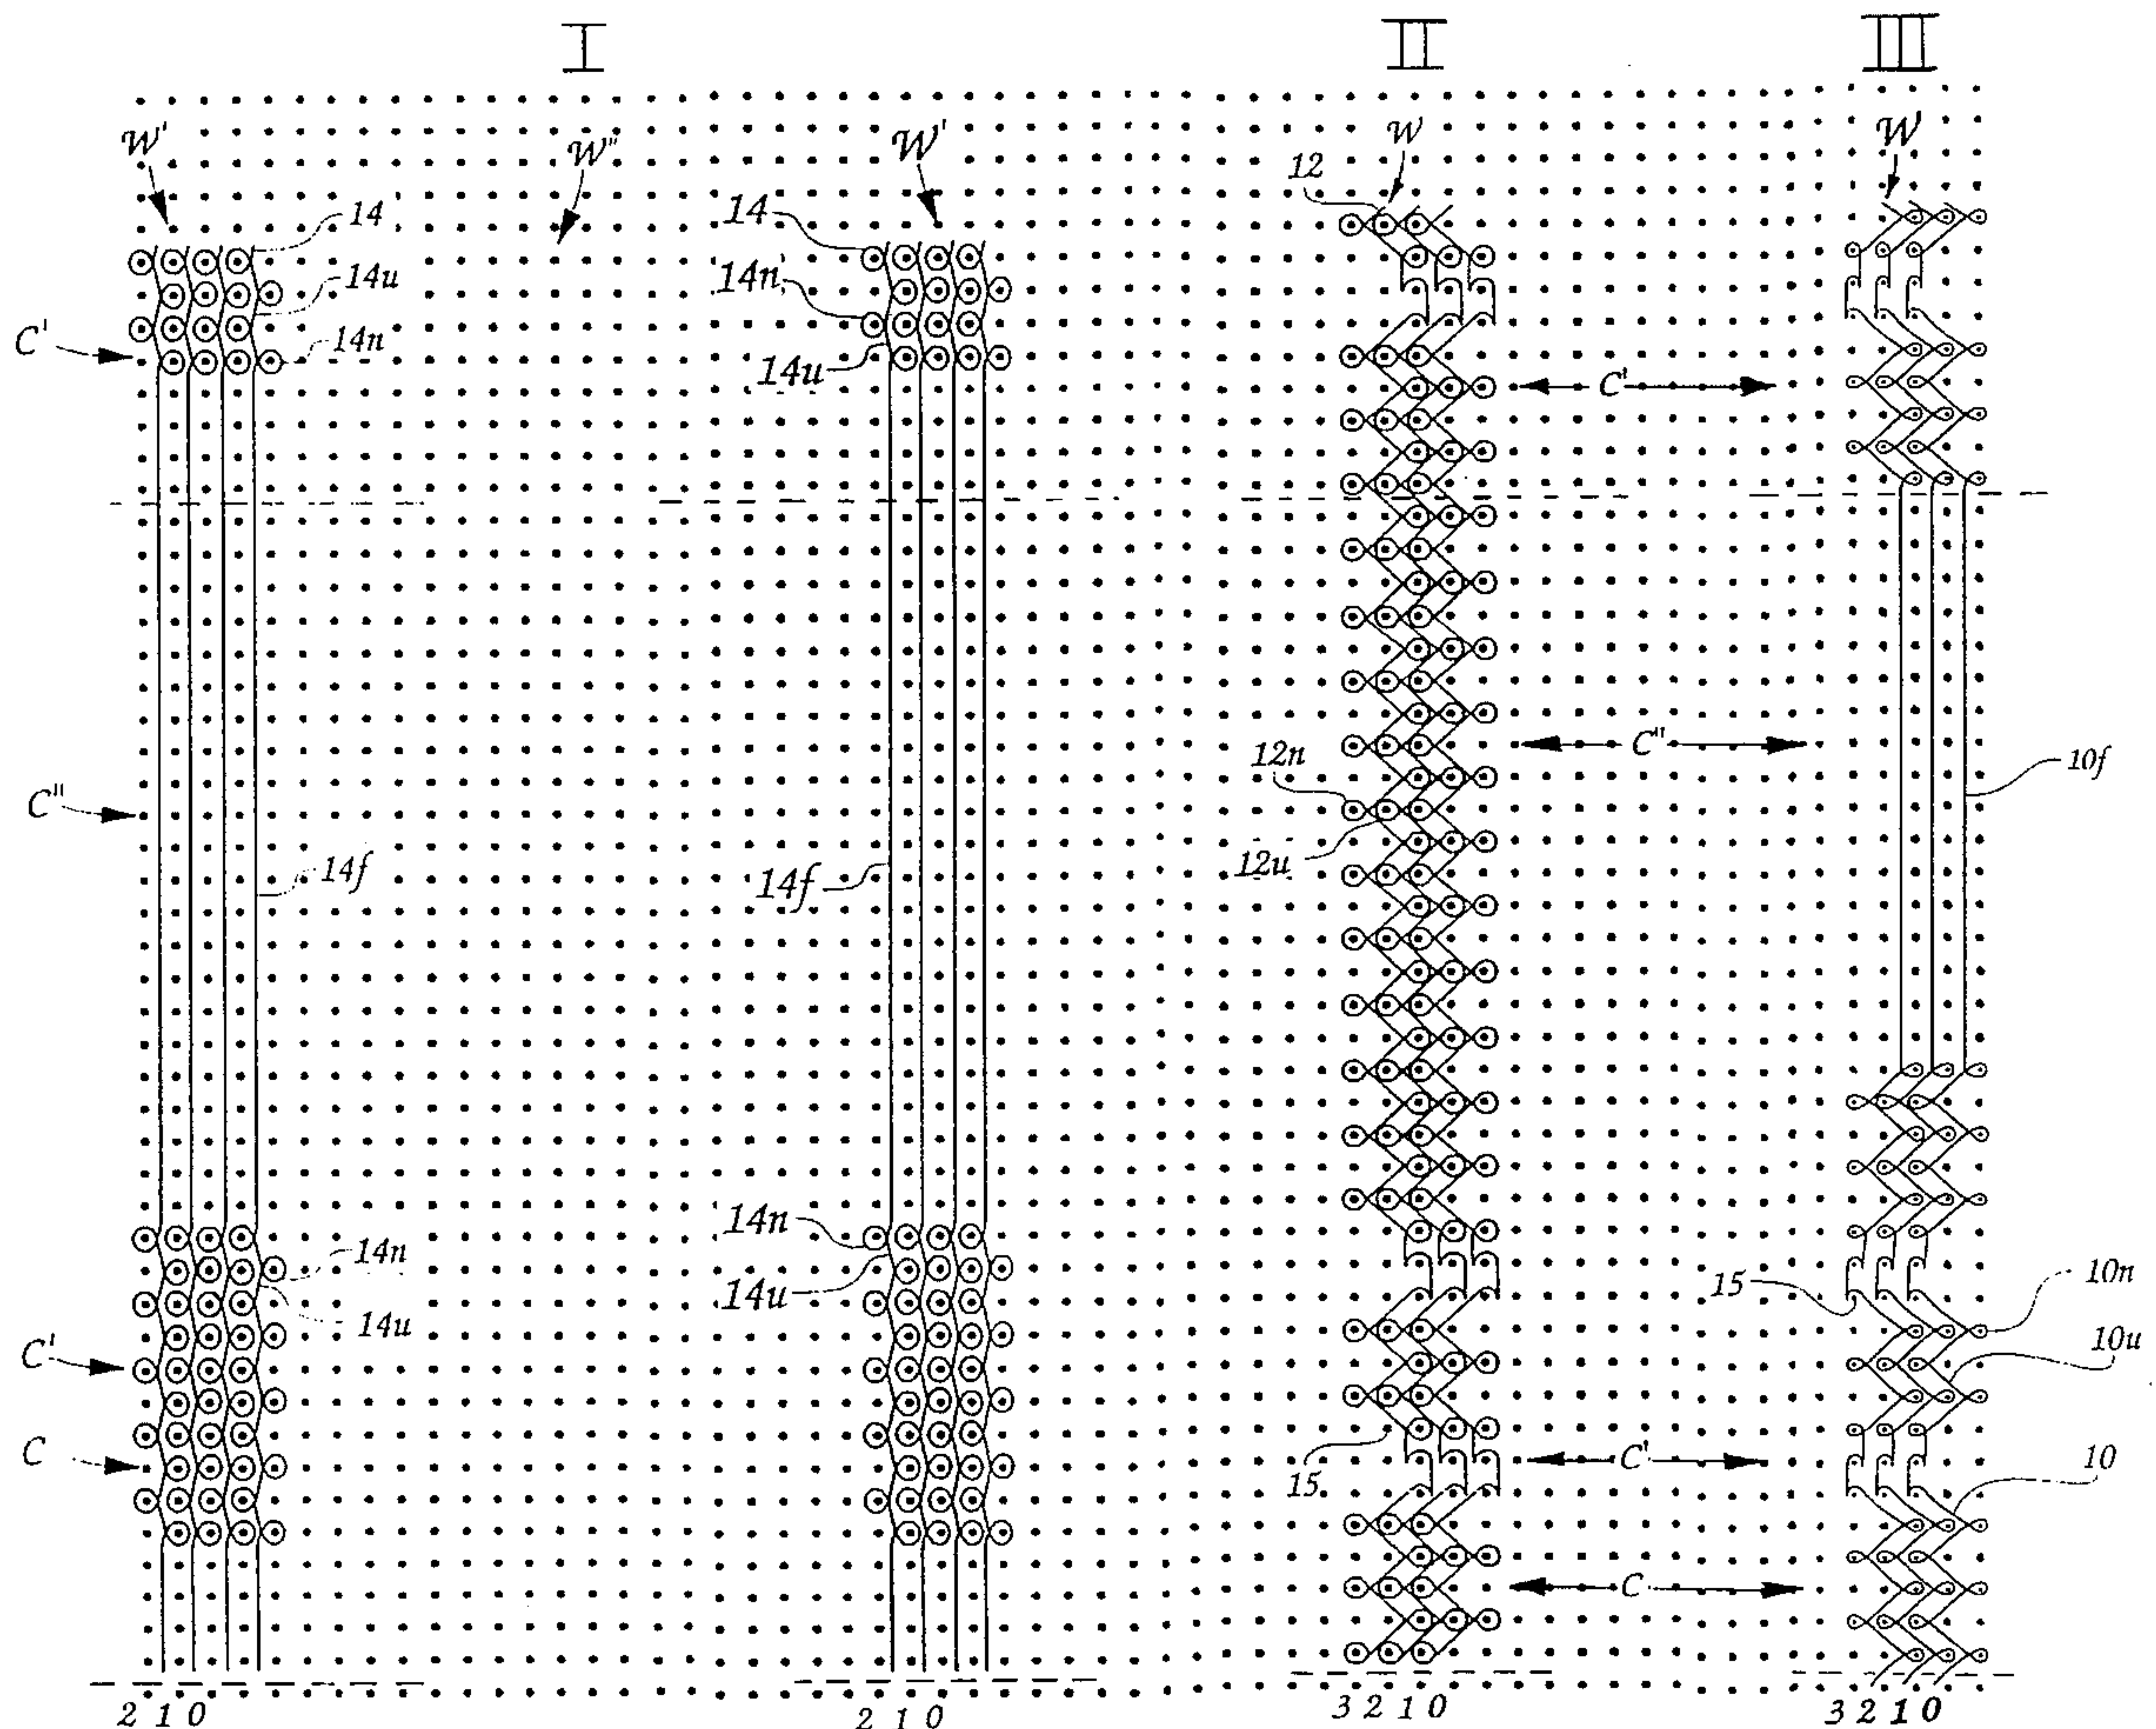 I II III
W' W" W' W W
12
14 14
14u 14n
C' 14n 14u
C'
12n C" 10f
C"
12u
14f 14f
14n 14n
14u 14u
15 10n
10u
C'
15 C' 10
C
C
2 1 0 2 1 0 3 2 1 0 3 2 1 0